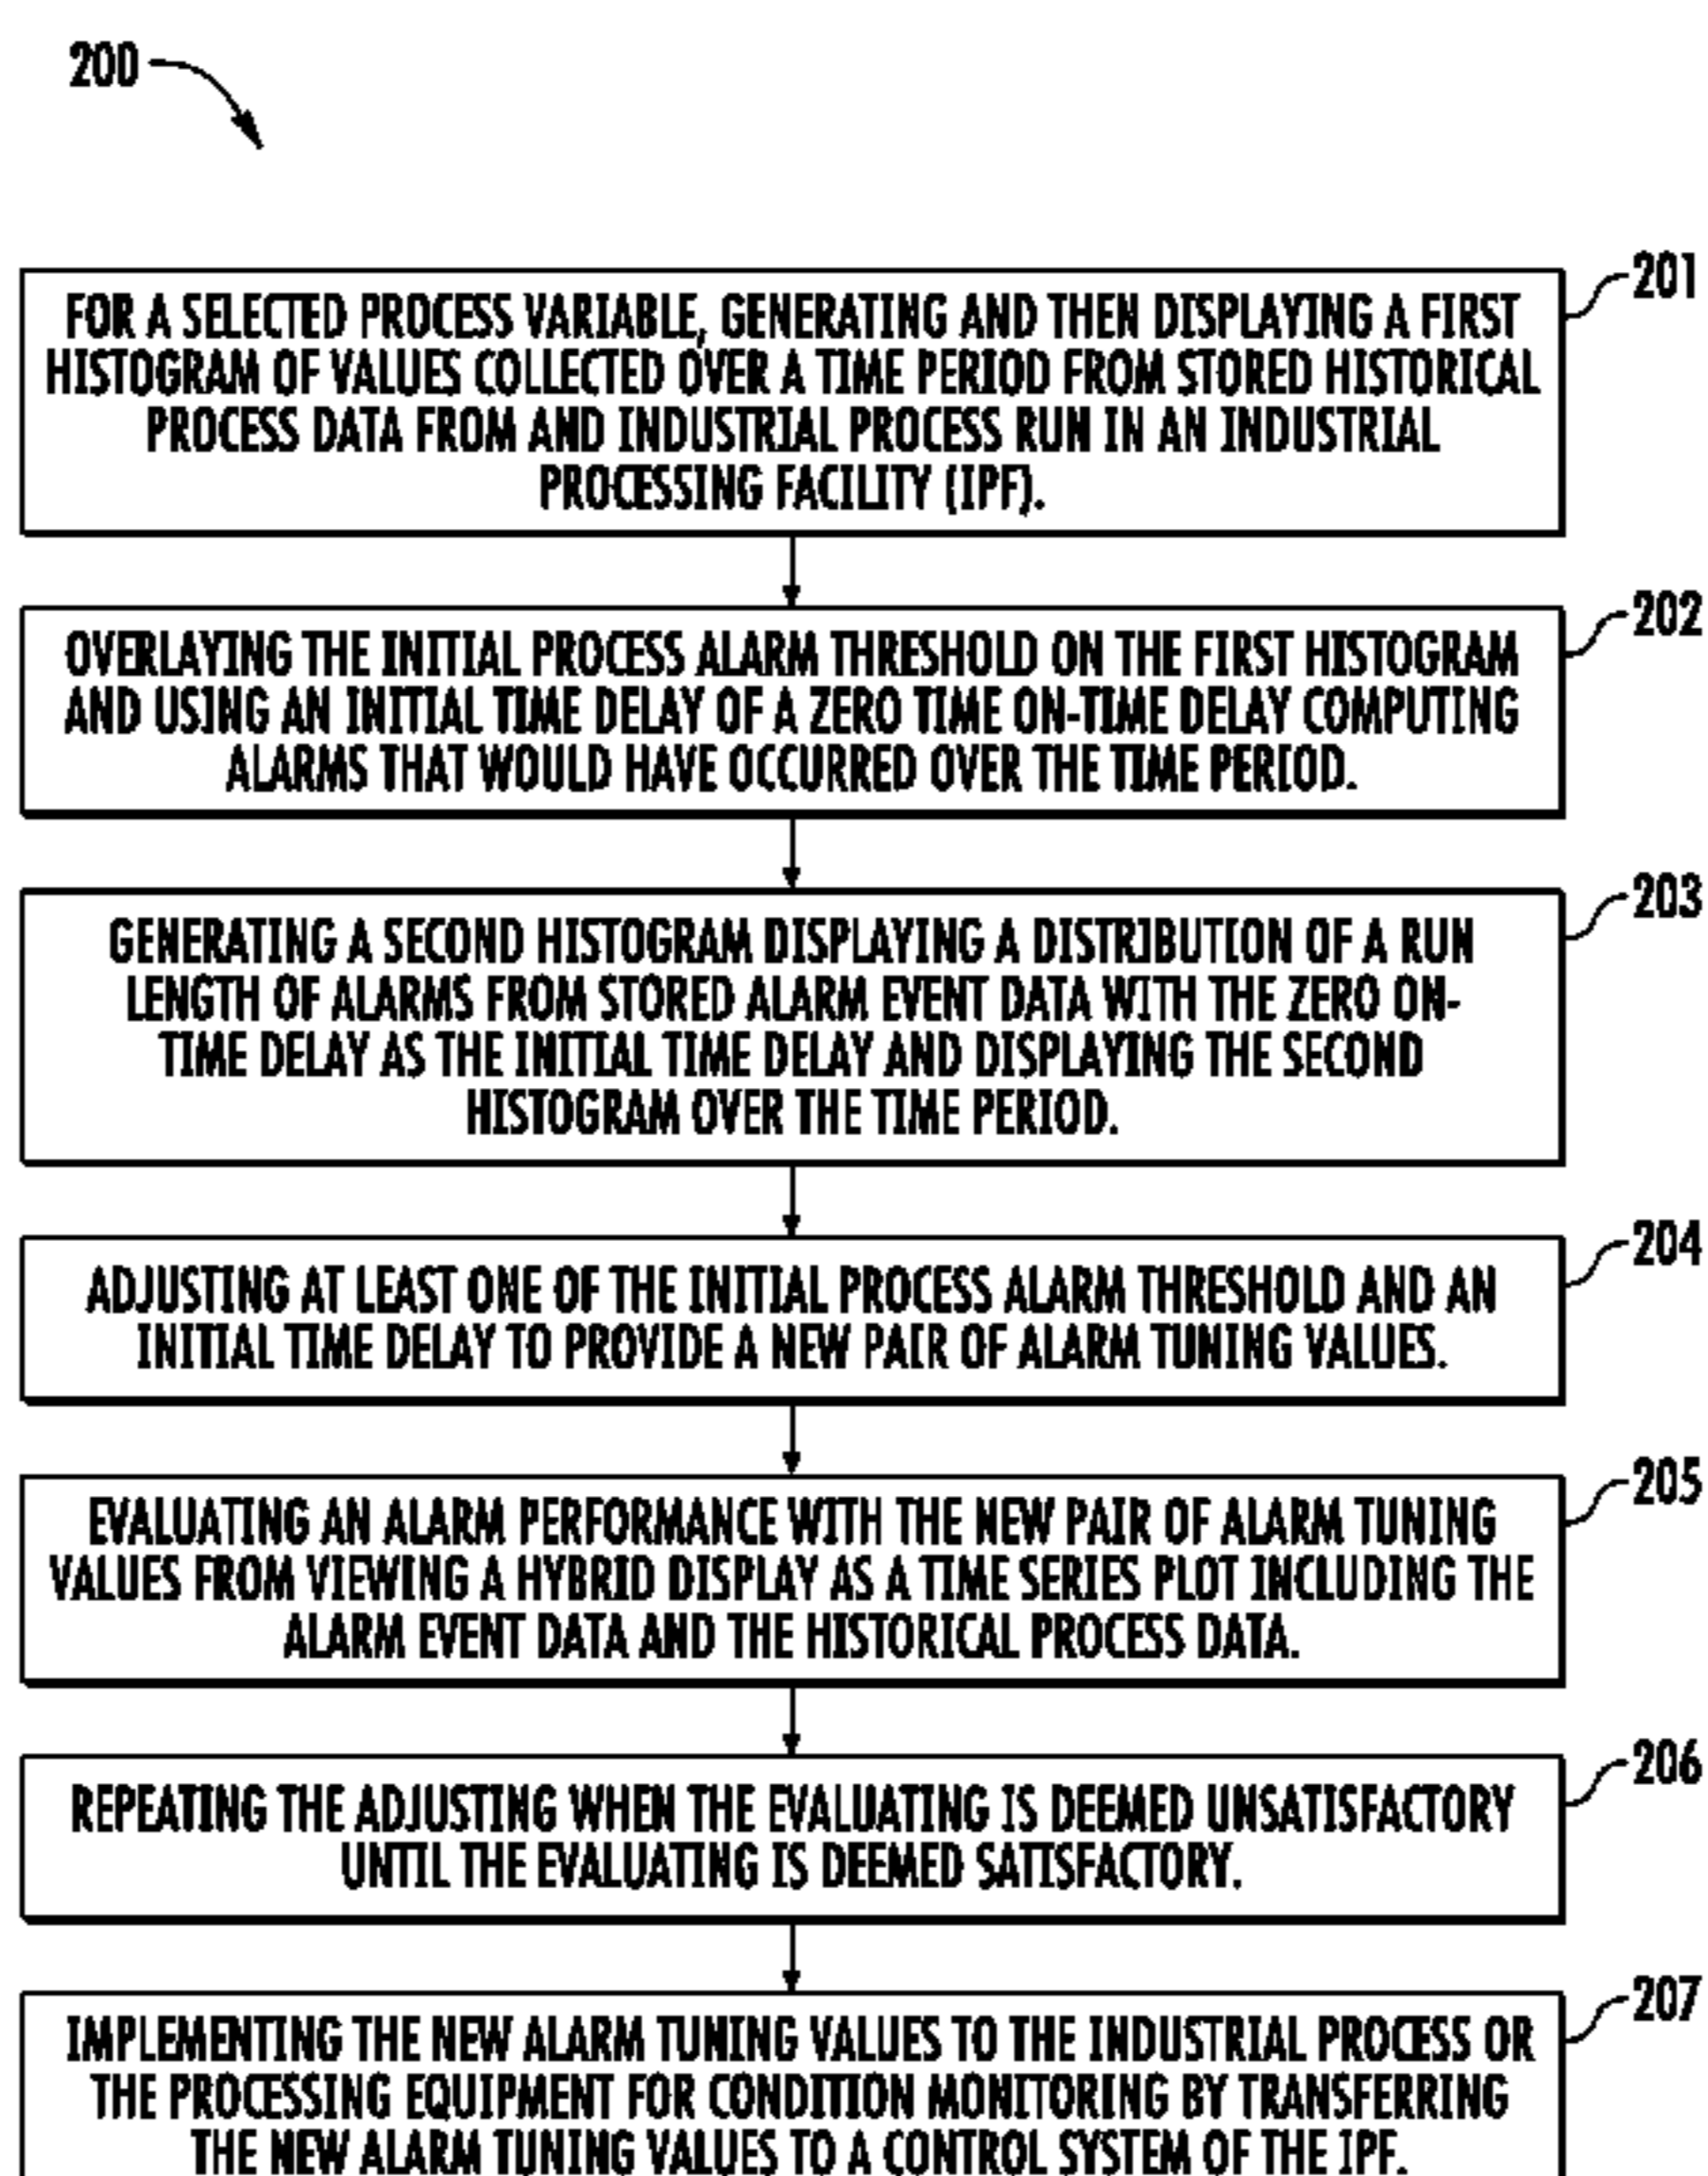 200
201
FOR A SELECTED PROCESS VARIABLE, GENERATING AND THEN DISPLAYING A FIRST
HISTOGRAM OF VALUES COLLECTED OVER A TIME PERIOD FROM STORED HISTORICAL
PROCESS DATA FROM AND INDUSTRIAL PROCESS RUN IN AN INDUSTRIAL
PROCESSING FACILITY (IPF).
202
OVERLAYING THE INITIAL PROCESS ALARM THRESHOLD ON THE FIRST HISTOGRAM
AND USING AN INITIAL TIME DELAY OF A ZERO TIME ON-TIME DELAY COMPUTING
ALARMS THAT WOULD HAVE OCCURRED OVER THE TIME PERIOD.
203
GENERATING A SECOND HISTOGRAM DISPLAYING A DISTRIBUTION OF A RUN
LENGTH OF ALARMS FROM STORED ALARM EVENT DATA WITH THE ZERO ON-
TIME DELAY AS THE INITIAL TIME DELAY AND DISPLAYING THE SECOND
HISTOGRAM OVER THE TIME PERIOD.
204
ADJUSTING AT LEAST ONE OF THE INITIAL PROCESS ALARM THRESHOLD AND AN
INITIAL TIME DELAY TO PROVIDE A NEW PAIR OF ALARM TUNING VALUES.
205
EVALUATING AN ALARM PERFORMANCE WITH THE NEW PAIR OF ALARM TUNING
VALUES FROM VIEWING A HYBRID DISPLAY AS A TIME SERIES PLOT INCLUDING THE
ALARM EVENT DATA AND THE HISTORICAL PROCESS DATA.
206
REPEATING THE ADJUSTING WHEN THE EVALUATING IS DEEMED UNSATISFACTORY
UNTIL THE EVALUATING IS DEEMED SATISFACTORY.
207
IMPLEMENTING THE NEW ALARM TUNING VALUES TO THE INDUSTRIAL PROCESS OR
THE PROCESSING EQUIPMENT FOR CONDITION MONITORING BY TRANSFERRING
THE NEW ALARM TUNING VALUES TO A CONTROL SYSTEM OF THE IPF.